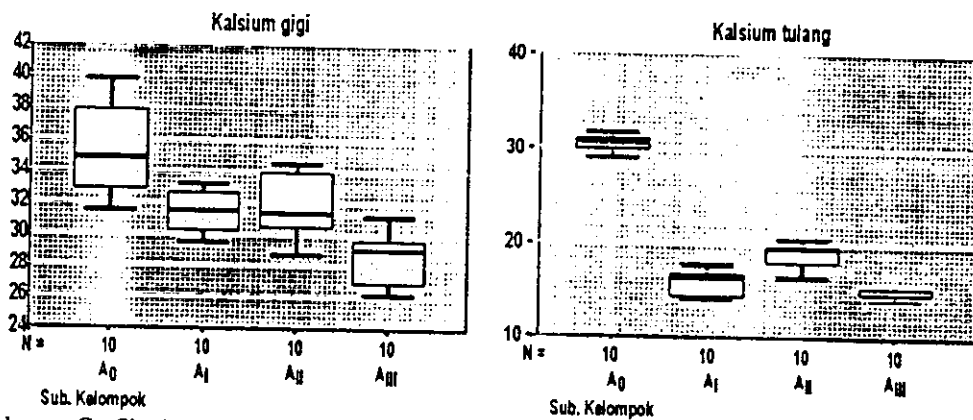 Kalsium gigi
42
40
38
36
34
32
30
28
26
24
N = 10 10 10 10
A0 AI AII AIII
Sub. Kelompok
Kalsium tulang
40
30
20
10
N = 10 10 10 10
A0 AI AII AIII
Sub. Kelompok